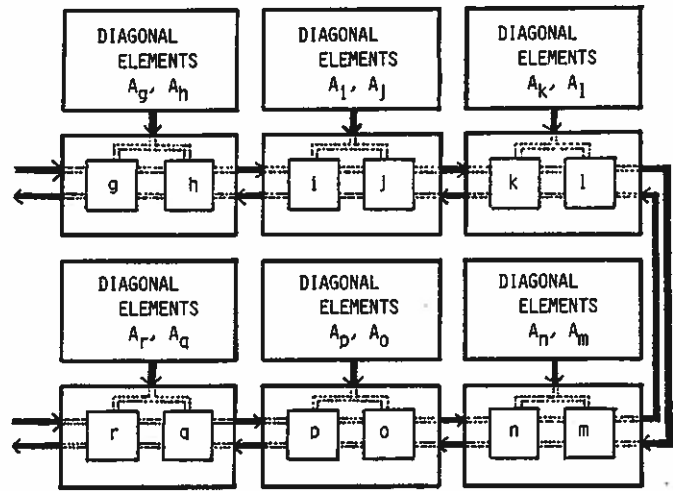 DIAGONAL
ELEMENTS
Ag, Ah
DIAGONAL
ELEMENTS
Ai, Aj
DIAGONAL
ELEMENTS
Ak, Al
g
h
i
j
k
l
DIAGONAL
ELEMENTS
Ar, Aq
DIAGONAL
ELEMENTS
Ap, Ao
DIAGONAL
ELEMENTS
An, Am
r
q
p
o
n
m